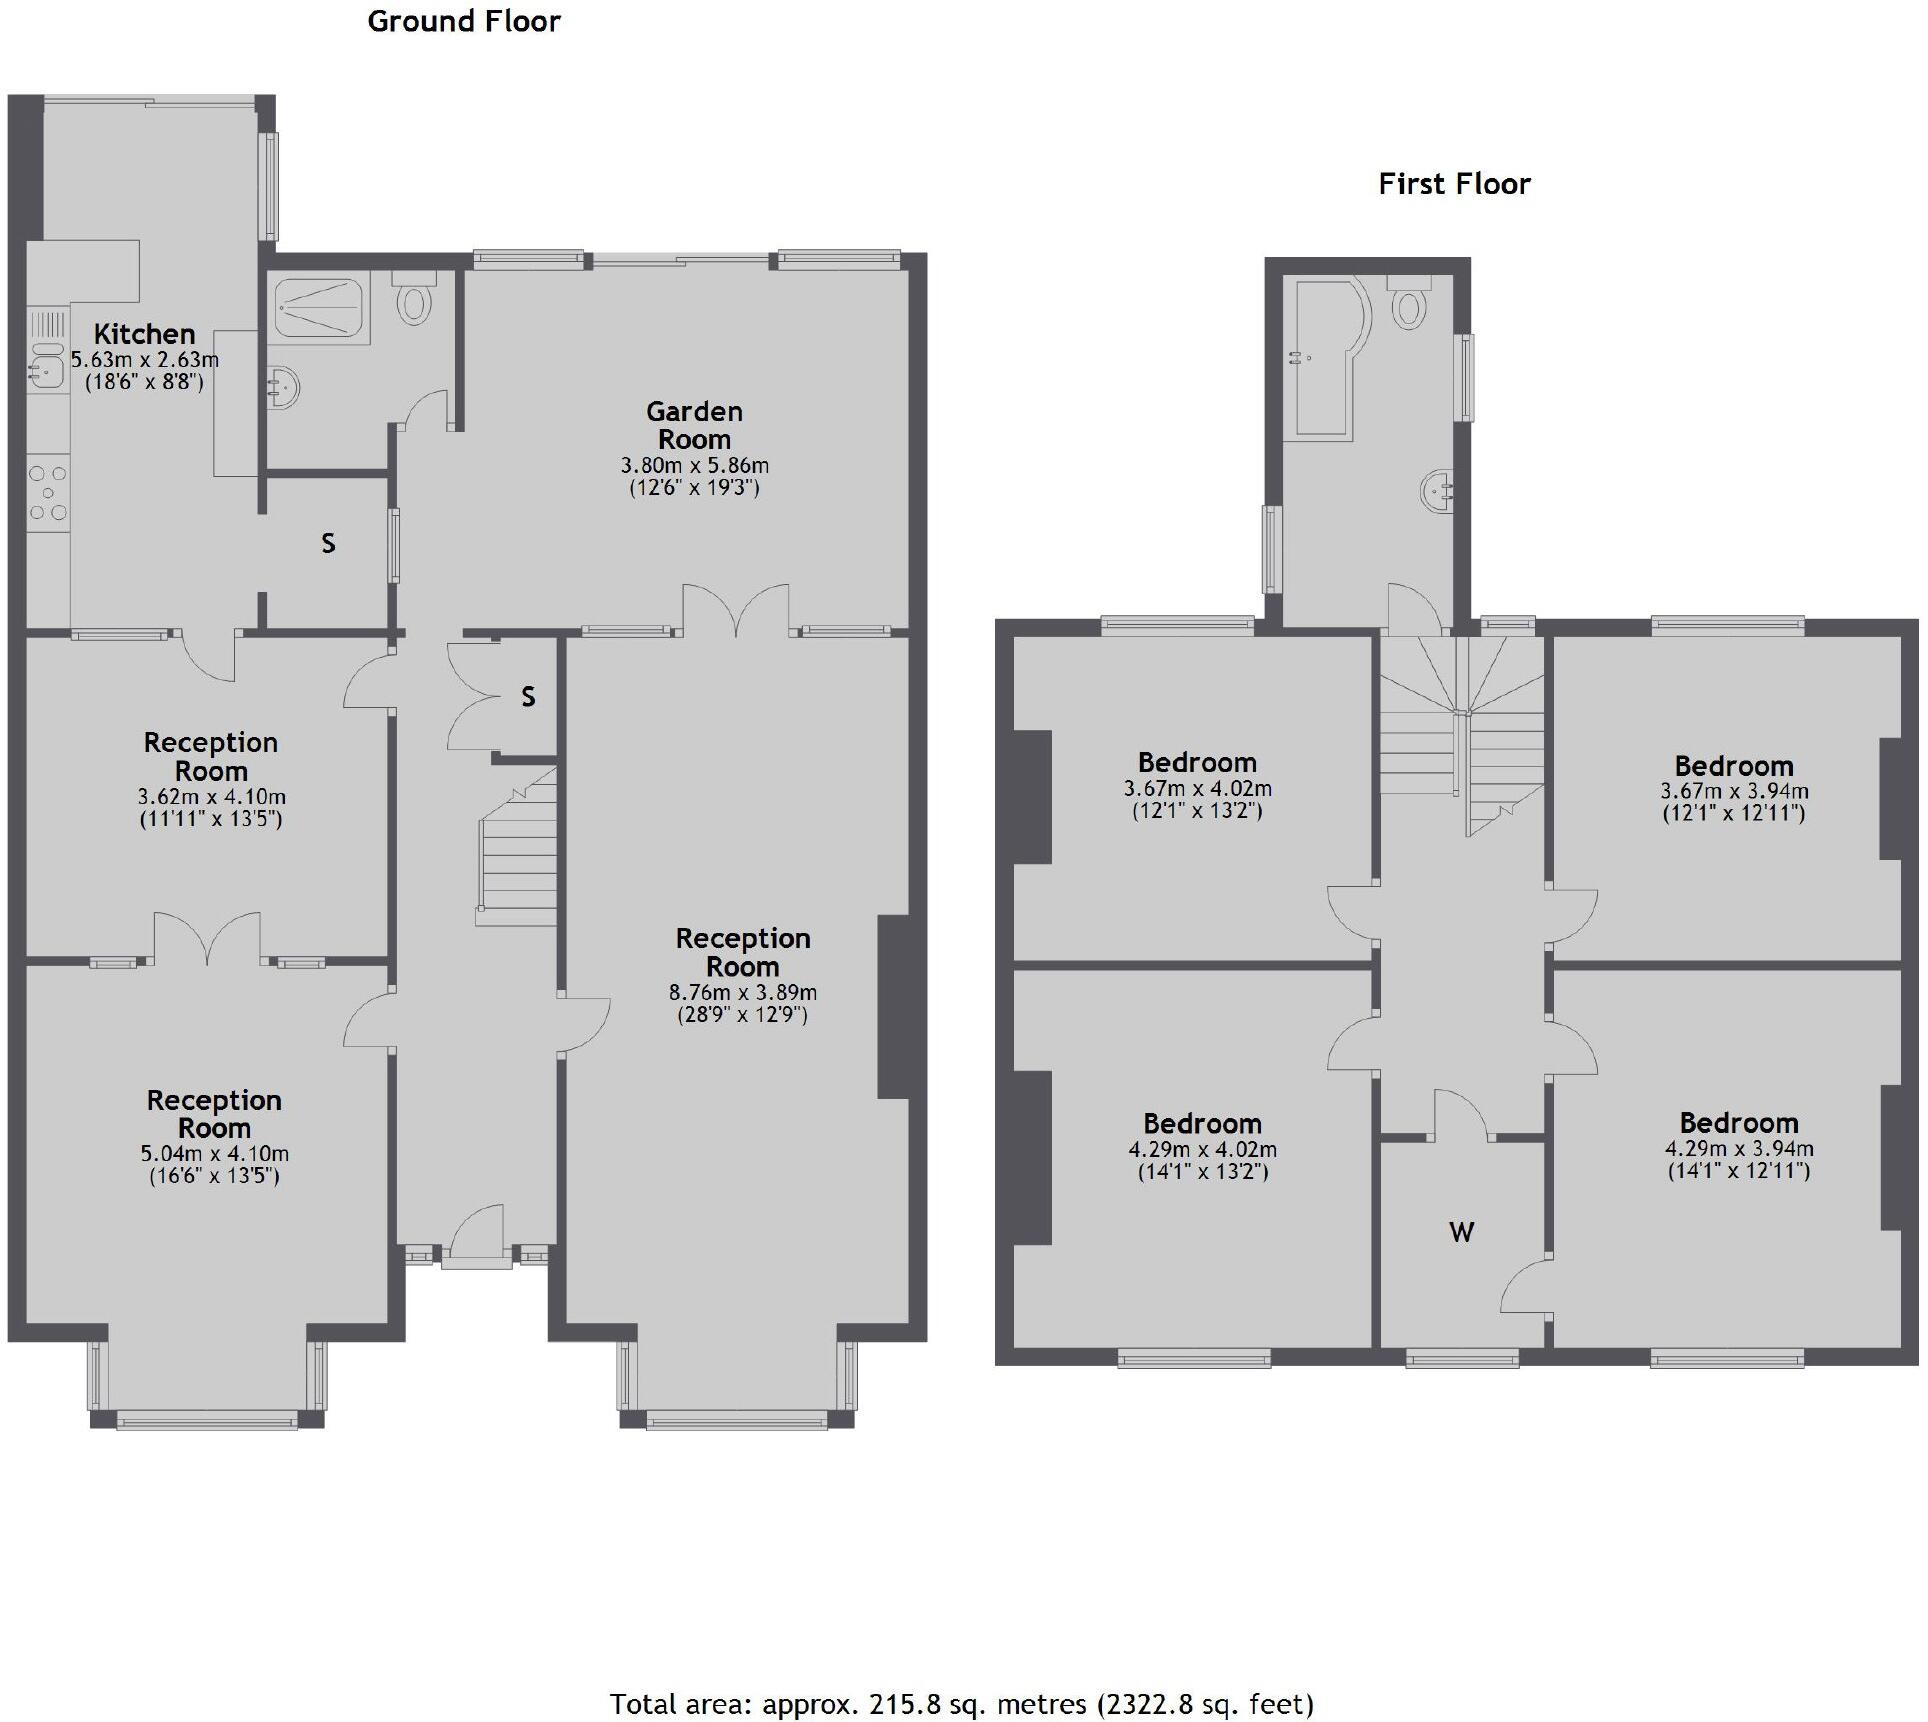 Ground Floor
Kitchen
5.63m x 2.63m
(18'6" x 8'8")
Garden
Room
3.80m x 5.86m
(12'6" x 19'3")
S
S
Reception
Room
3.62m x 4.10m
(11'11" x 13'5")
Reception
Room
8.76m x 3.89m
(28'9" x 12'9")
Reception
Room
5.04m x 4.10m
(16'6" x 13'5")
First Floor
Bedroom
3.67m x 4.02m
(12'1" x 13'2")
Bedroom
3.67m x 3.94m
(12'1" x 12'11")
Bedroom
4.29m x 4.02m
(14'1" x 13'2")
Bedroom
4.29m x 3.94m
(14'1" x 12'11")
W
Total area: approx. 215.8 sq. metres (2322.8 sq. feet)